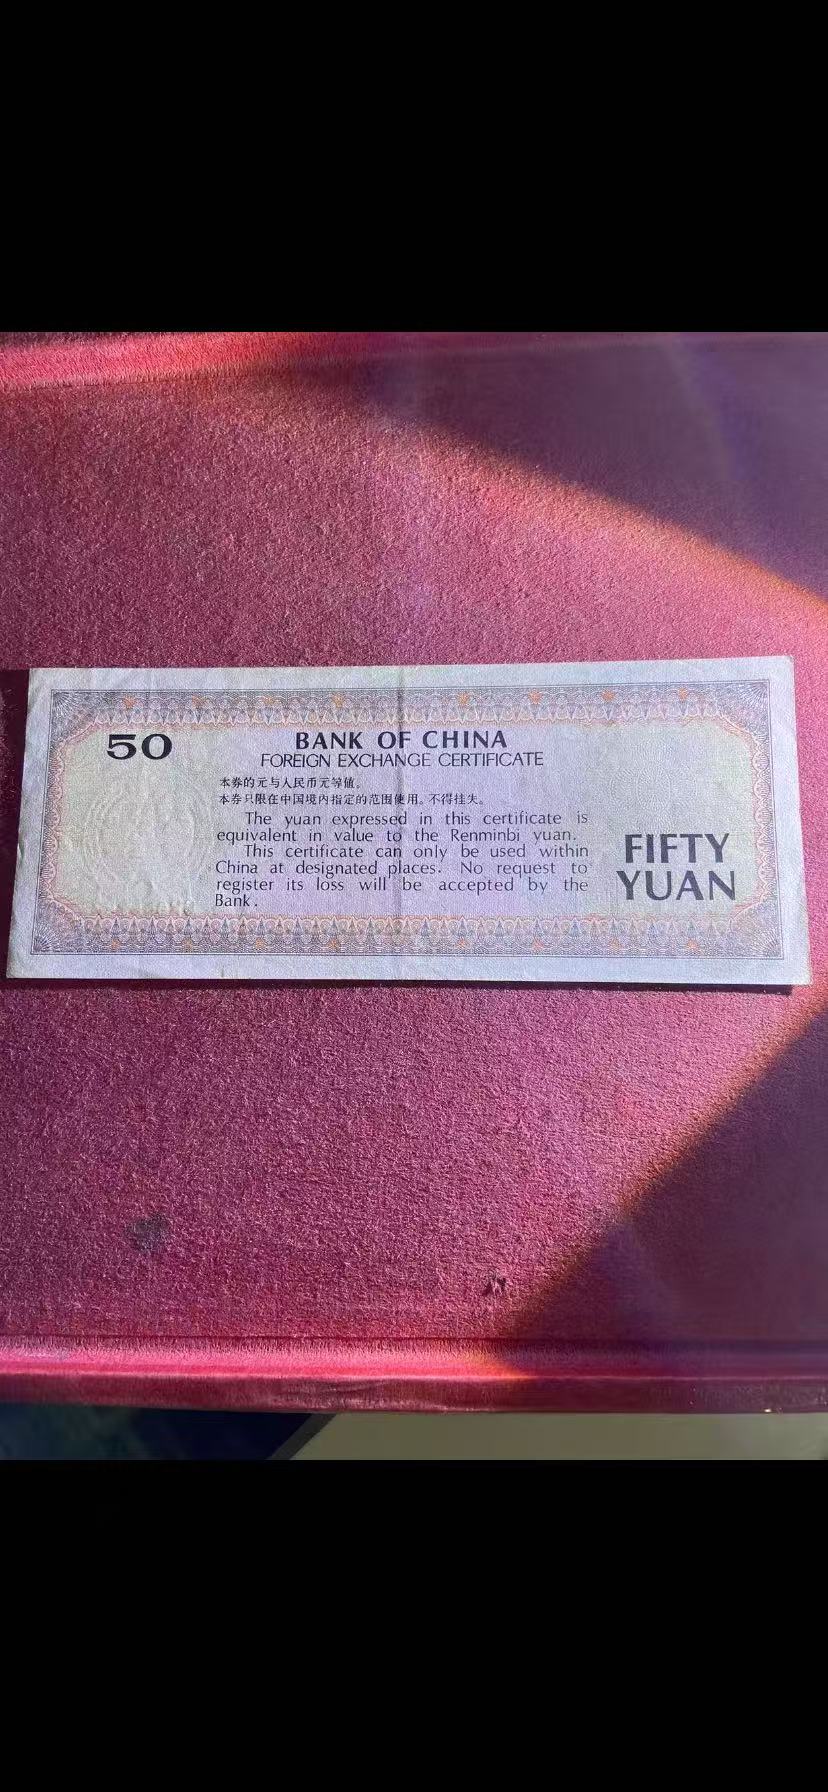 50
BANK OF CHINA
FOREIGN EXCHANGE CERTIFICATE
本券的元与人民币元等值。
本券只限在中国境内指定的范围使用。不得挂失。
The yuan expressed in this certificate is
equivalent in value to the Renminbi yuan.
This certificate can only be used within
China at designated places. No request to
register its loss will be accepted by the
Bank.
FIFTY
YUAN